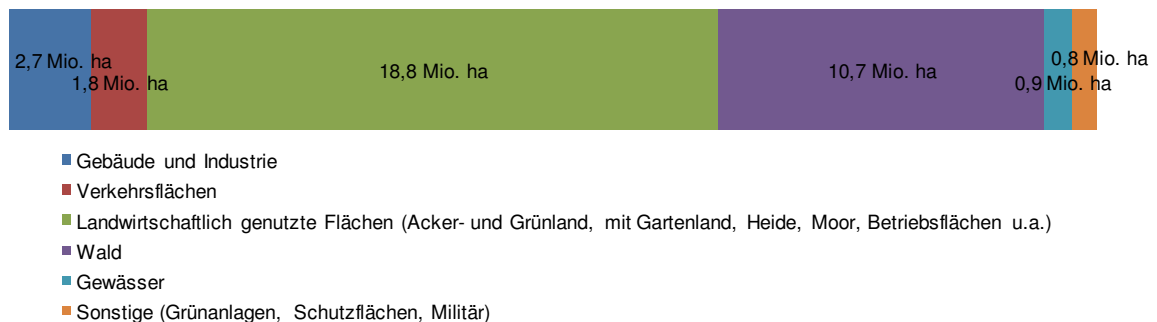 2,7 Mio. ha
1,8 Mio. ha
18,8 Mio. ha
10,7 Mio. ha
0,9 Mio. ha
0,8 Mio. ha
Gebäude und Industrie
Verkehrsflächen
Landwirtschaftlich genutzte Flächen (Acker- und Grünland, mit Gartenland, Heide, Moor, Betriebsflächen u.a.)
Wald
Gewässer
Sonstige (Grünanlagen, Schutzflächen, Militär)